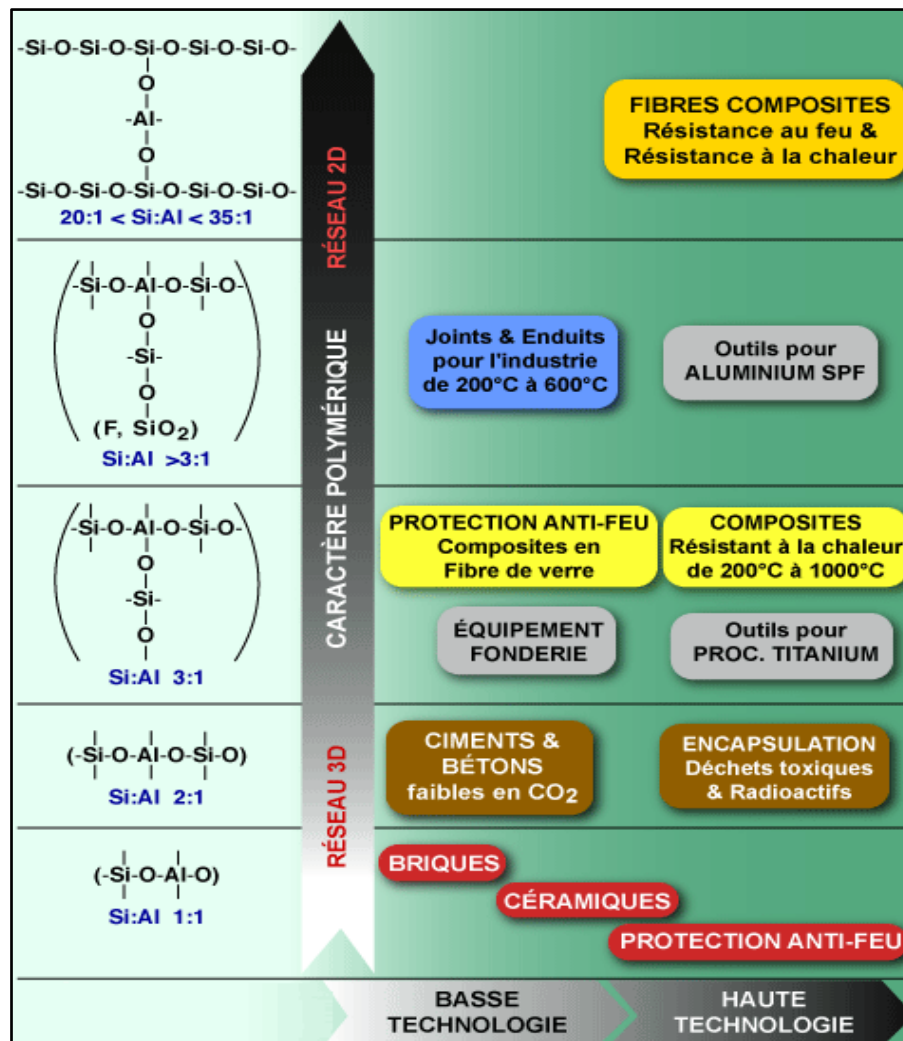 -Si-O-Si-O-Si-O-Si-O-Si-O-
O
-Al-
O
-Si-O-Si-O-Si-O-Si-O-Si-O-
20:1 < Si:Al < 35:1
RÉSEAU 2D
FIBRES COMPOSITES
Résistance au feu &
Résistance à la chaleur
-Si-O-Al-O-Si-O-
O
-Si-
O
(F, SiO₂)
Si:Al >3:1
CARACTÈRE POLYMÉRIQUE
Joints & Enduits
pour l'industrie
de 200°C à 600°C
Outils pour
ALUMINIUM SPF
-Si-O-Al-O-Si-O-
O
-Si-
O
Si:Al 3:1
PROTECTION ANTI-FEU
Composites en
Fibre de verre
COMPOSITES
Résistant à la chaleur
de 200°C à 1000°C
ÉQUIPEMENT
FONDERIE
Outils pour
PROC. TITANIUM
(-Si-O-Al-O-Si-O)
Si:Al 2:1
RÉSEAU 3D
CIMENTS &
BÉTONS
faibles en CO₂
ENCAPSULATION
Déchets toxiques
& Radioactifs
(-Si-O-Al-O)
Si:Al 1:1
BRIQUES
CÉRAMIQUES
PROTECTION ANTI-FEU
BASSE
TECHNOLOGIE
HAUTE
TECHNOLOGIE